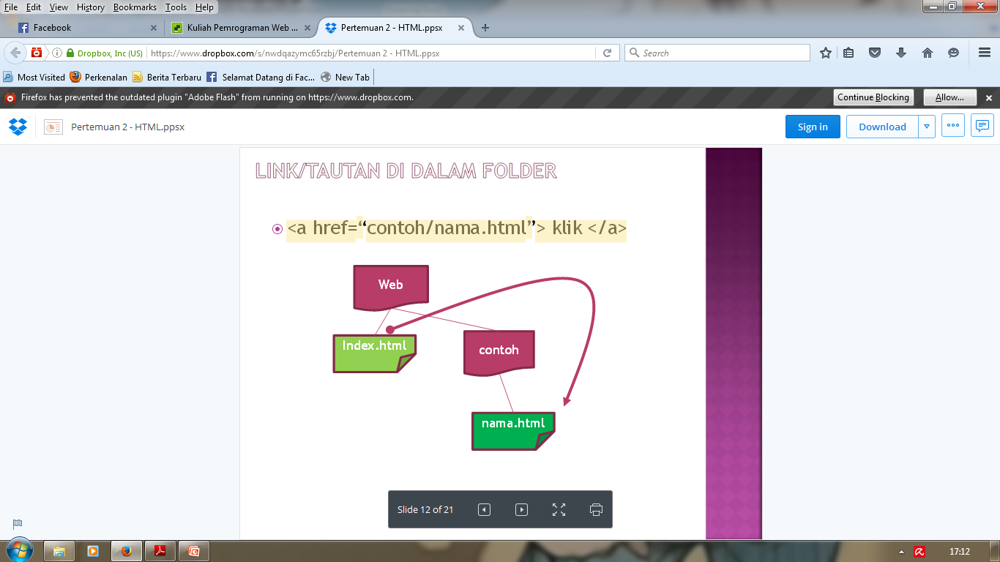 File Edit View History Bookmarks Tools Help
Facebook
Kuliah Pemrograman Web ...
Pertemuan 2 - HTML.ppsx
Dropbox, Inc (US) https://www.dropbox.com/s/nwdqazymc65rzbj/Pertemuan 2 - HTML.ppsx
Search
Most Visited Perkenalan Berita Terbaru Selamat Datang di Fac... New Tab
Firefox has prevented the outdated plugin "Adobe Flash" from running on https://www.dropbox.com.
Continue Blocking Allow...
Pertemuan 2 - HTML.ppsx
Sign in Download
LINK/TAUTAN DI DALAM FOLDER
<a href=“contoh/nama.html”> klik </a>
Web
Index.html
contoh
nama.html
Slide 12 of 21
17:12